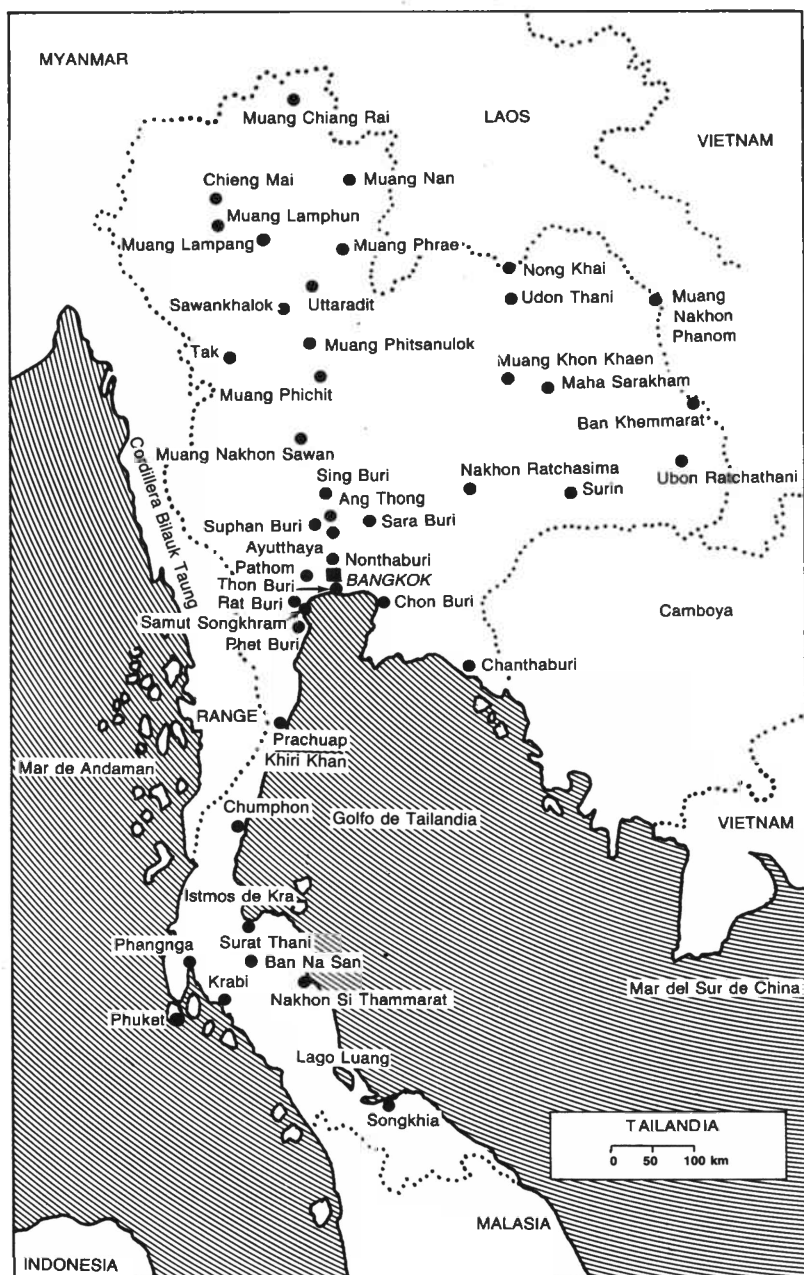 MYANMAR
Muang Chiang Rai
LAOS
VIETNAM
Chieng Mai
Muang Nan
Muang Lamphun
Muang Lampang
Muang Phrae
Nong Khai
Sawankhalok
Uttaradit
Udon Thani
Muang
Nakhon
Phanom
Tak
Muang Phitsanulok
Muang Khon Khaen
Maha Sarakham
Muang Phichit
Ban Khemmarat
Muang Nakhon Sawan
Cordillera Bilauk Taung
Sing Buri
Nakhon Ratchasima
Ubon Ratchathani
Ang Thong
Surin
Suphan Buri
Sara Buri
Ayutthaya
Nonthaburi
Pathom
BANGKOK
Thon Buri
Rat Buri
Chon Buri
Camboya
Samut Songkhram
Phet Buri
Chanthaburi
RANGE
Prachuap
Khiri Khan
Mar de Andaman
Chumphon
Golfo de Tailandia
VIETNAM
Istmos de Kra
Surat Thani
Phangnga
Ban Na San
Krabi
Nakhon Si Thammarat
Mar del Sur de China
Phuket
Lago Luang
Songkhia
TAILANDIA
0 50 100 km
MALASIA
INDONESIA